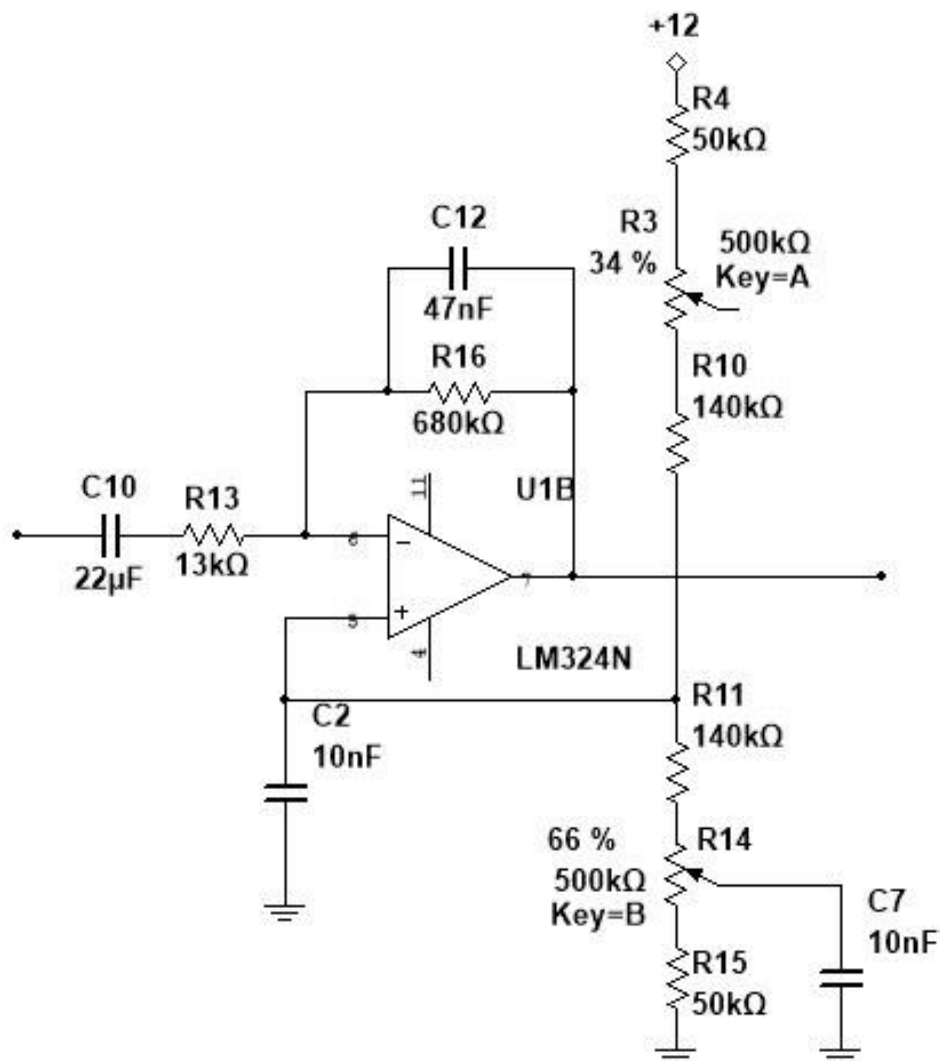 +12
R4
50kΩ
C12
R3
34 %
500kΩ
Key=A
47nF
R16
680kΩ
R10
140kΩ
C10
22µF
R13
13kΩ
11
U1B
6
7
5
4
LM324N
C2
10nF
R11
140kΩ
66 %
500kΩ
Key=B
R14
C7
10nF
R15
50kΩ